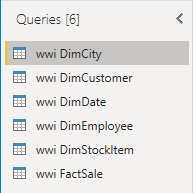 Queries [6]
wwi DimCity
wwi DimCustomer
wwi DimDate
wwi DimEmployee
wwi DimStockItem
wwi FactSale